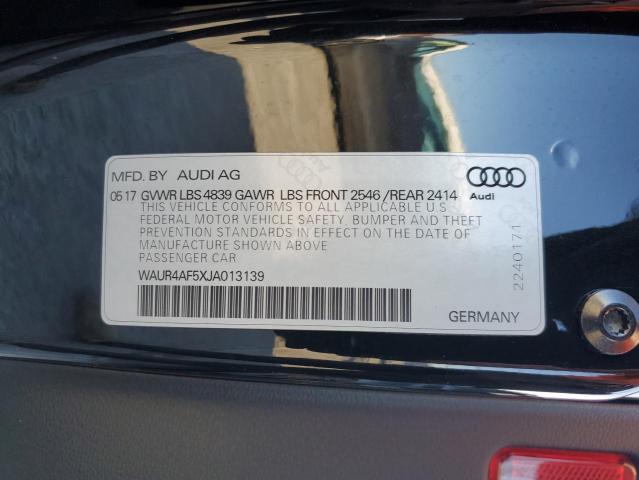 MFD. BY AUDI AG
0517 GVWR LBS 4839 GAWR LBS FRONT 2546 /REAR 2414
Audi
THIS VEHICLE CONFORMS TO ALL APPLICABLE U.S.
FEDERAL MOTOR VEHICLE SAFETY, BUMPER AND THEFT
PREVENTION STANDARDS IN EFFECT ON THE DATE OF
MANUFACTURE SHOWN ABOVE
PASSENGER CAR
WAUR4AF5XJA013139
2240171
GERMANY